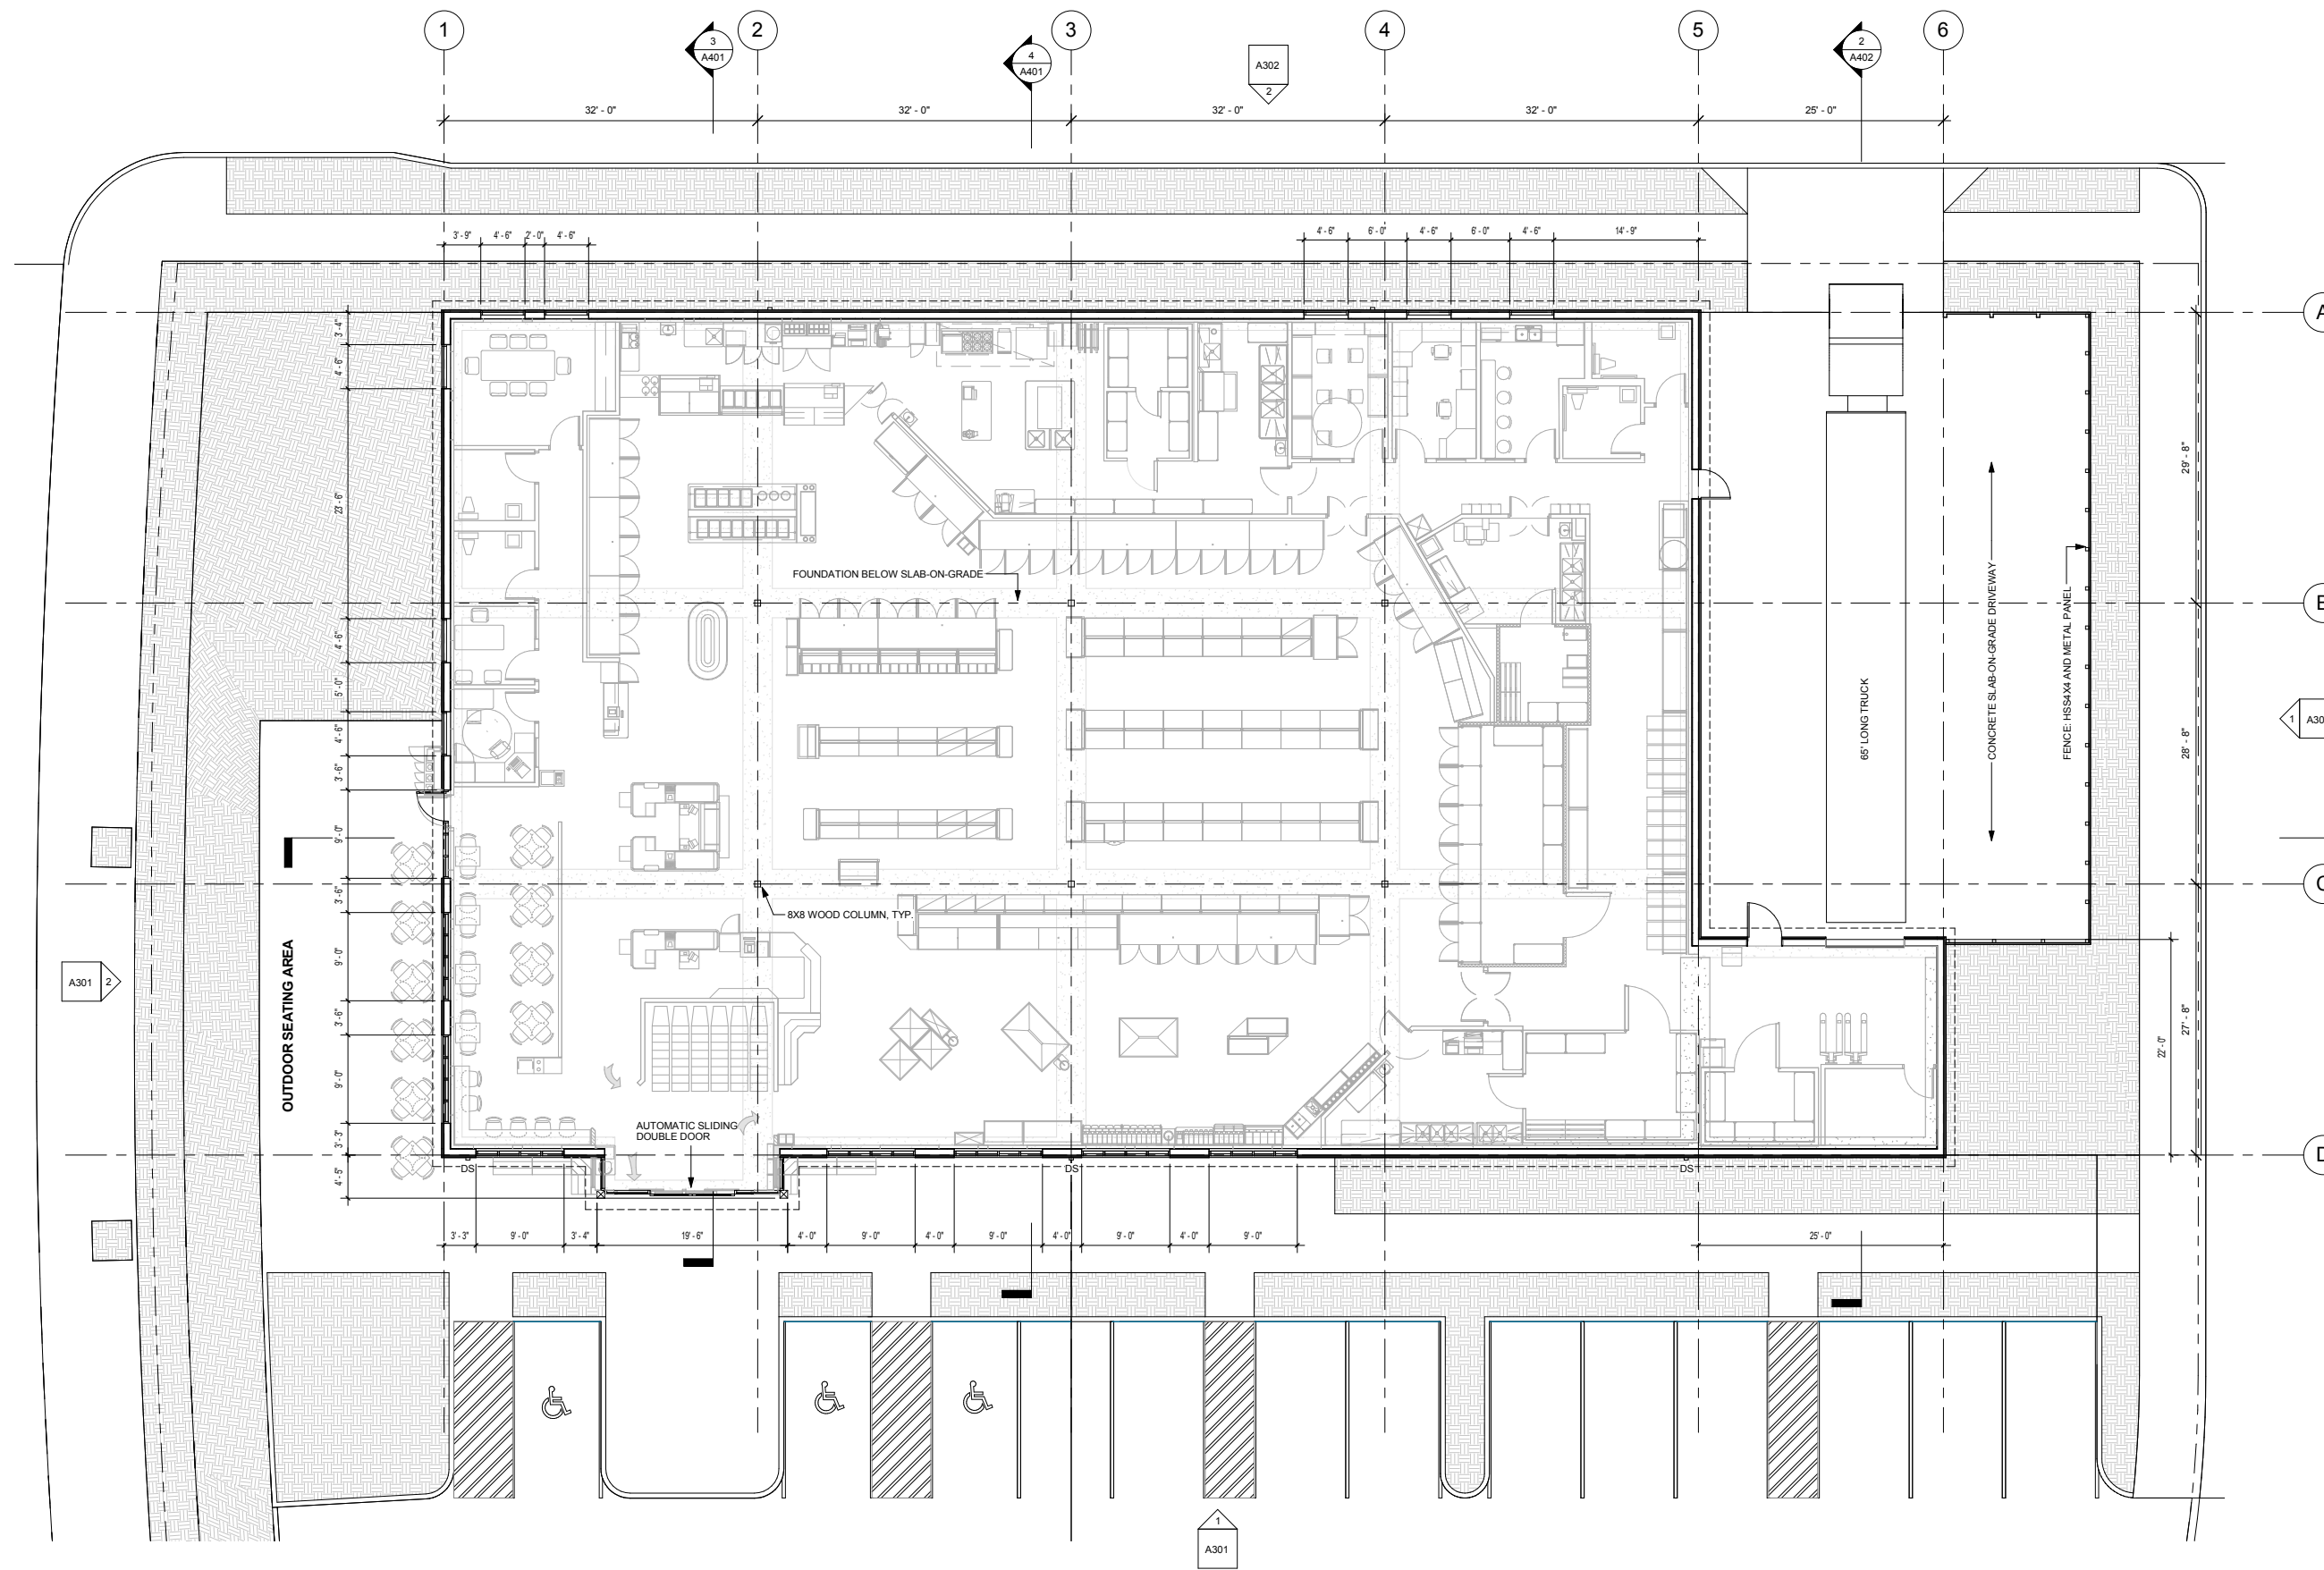 1
2
3
4
5
6
3
A401
4
A401
A302
2
2
A402
32' - 0"
32' - 0"
32' - 0"
32' - 0"
25' - 0"
3' - 9"
4' - 6"
2' - 0"
4' - 6"
4' - 6"
6' - 0"
4' - 6"
6' - 0"
4' - 6"
14' - 9"
3' - 4"
4' - 6"
23' - 6"
4' - 6"
5' - 0"
4' - 6"
3' - 6"
9' - 0"
3' - 6"
9' - 0"
3' - 6"
9' - 0"
3' - 3"
4' - 5"
FOUNDATION BELOW SLAB-ON-GRADE
8X8 WOOD COLUMN, TYP.
AUTOMATIC SLIDING
DOUBLE DOOR
OUTDOOR SEATING AREA
65' LONG TRUCK
CONCRETE SLAB-ON-GRADE DRIVEWAY
FENCE: HSS4X4 AND METAL PANEL
29' - 8"
28' - 8"
27' - 8"
22' - 0"
A
B
C
D
1
A30
A301
2
DS
DS
DS
3' - 3"
9' - 0"
3' - 4"
19' - 6"
4' - 0"
9' - 0"
4' - 0"
9' - 0"
4' - 0"
9' - 0"
4' - 0"
9' - 0"
25' - 0"
1
A301